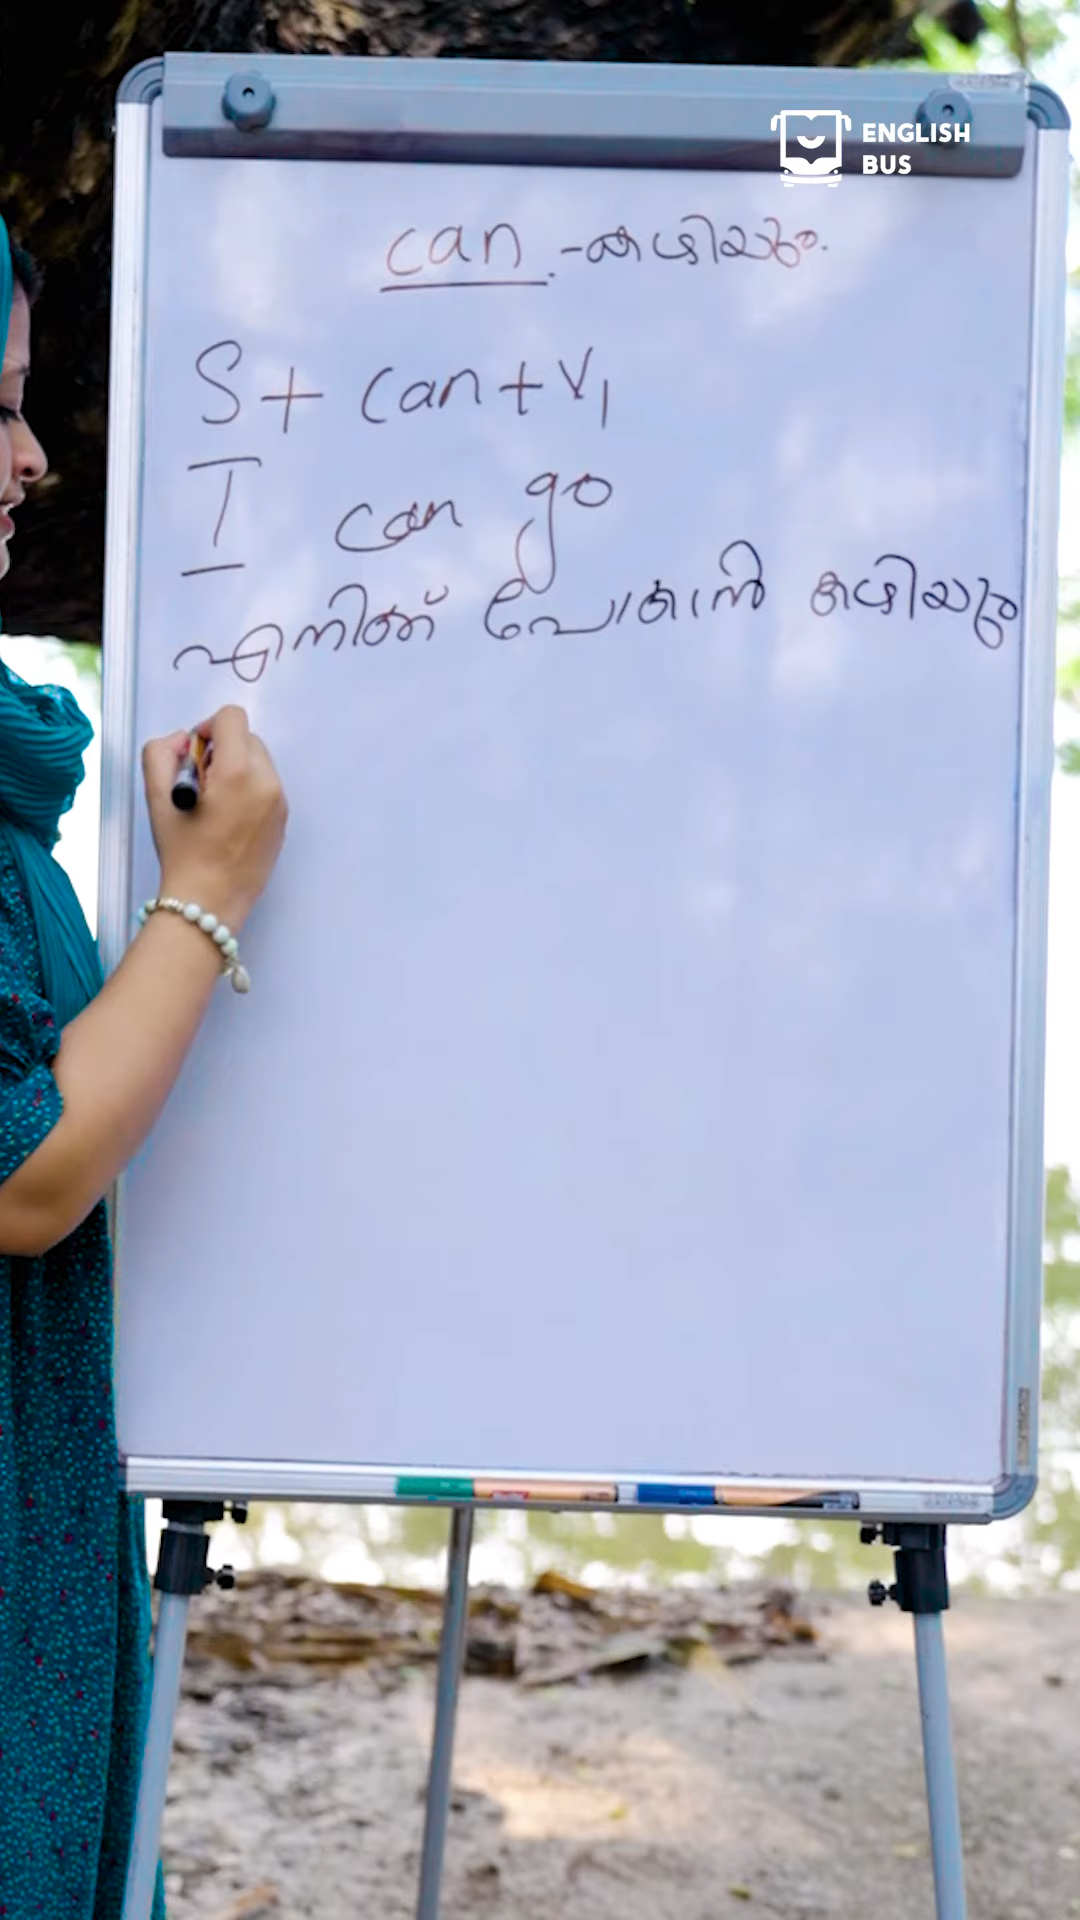 ENGLISH
BUS
can - കഴിയും.
S + can + V1
I can go
എനിക്ക് പോകാൻ കഴിയും